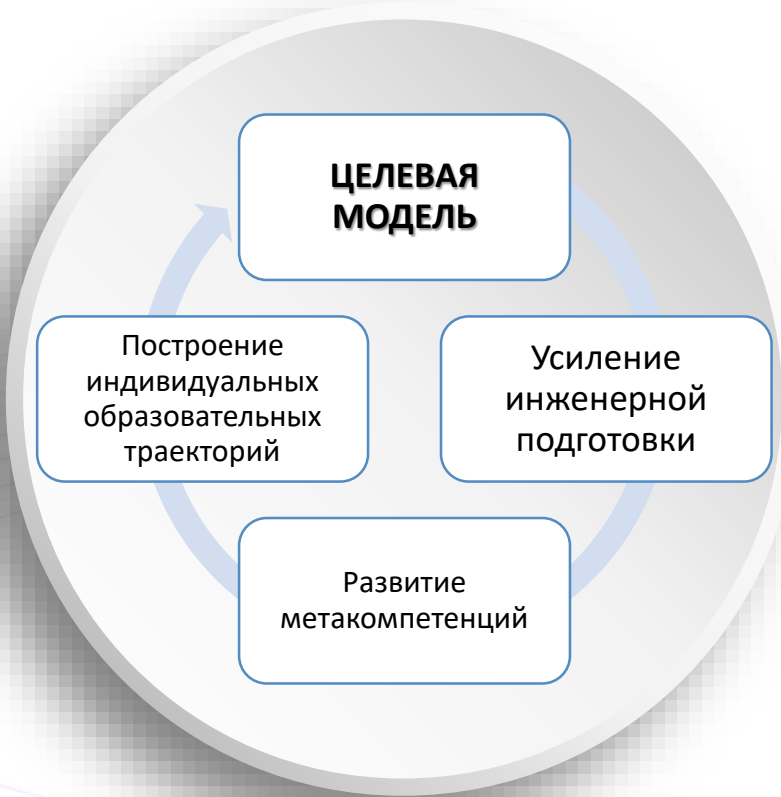 ЦЕЛЕВАЯ
МОДЕЛЬ
Усиление
инженерной
подготовки
Развитие
метакомпетенций
Построение
индивидуальных
образовательных
траекторий